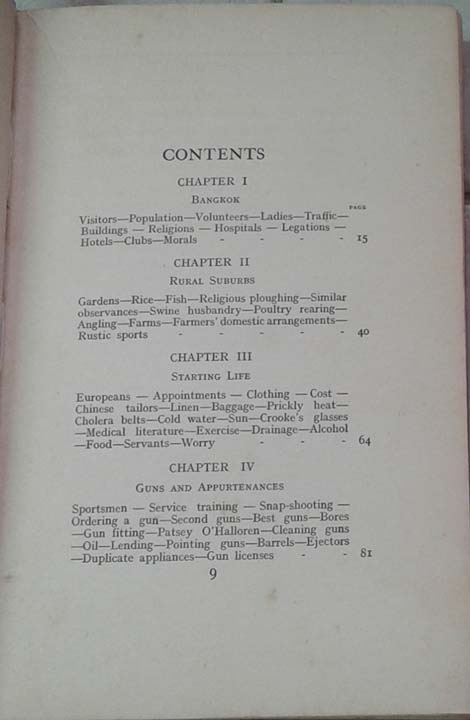 CONTENTS
CHAPTER I
BANGKOK
PAGE
Visitors—Population—Volunteers—Ladies—Traffic—
Buildings — Religions — Hospitals — Legations —
Hotels—Clubs—Morals - - - - - 15
CHAPTER II
RURAL SUBURBS
Gardens—Rice—Fish—Religious ploughing—Similar
observances—Swine husbandry—Poultry rearing—
Angling—Farms—Farmers' domestic arrangements—
Rustic sports - - - - - 40
CHAPTER III
STARTING LIFE
Europeans — Appointments — Clothing — Cost —
Chinese tailors—Linen—Baggage—Prickly heat—
Cholera belts—Cold water—Sun—Crooke's glasses
—Medical literature—Exercise—Drainage—Alcohol
—Food—Servants—Worry - - - 64
CHAPTER IV
GUNS AND APPURTENANCES
Sportsmen — Service training — Snap-shooting —
Ordering a gun—Second guns—Best guns—Bores
—Gun fitting—Patsey O'Halloren—Cleaning guns
—Oil—Lending—Pointing guns—Barrels—Ejectors
—Duplicate appliances—Gun licenses - - 81
9